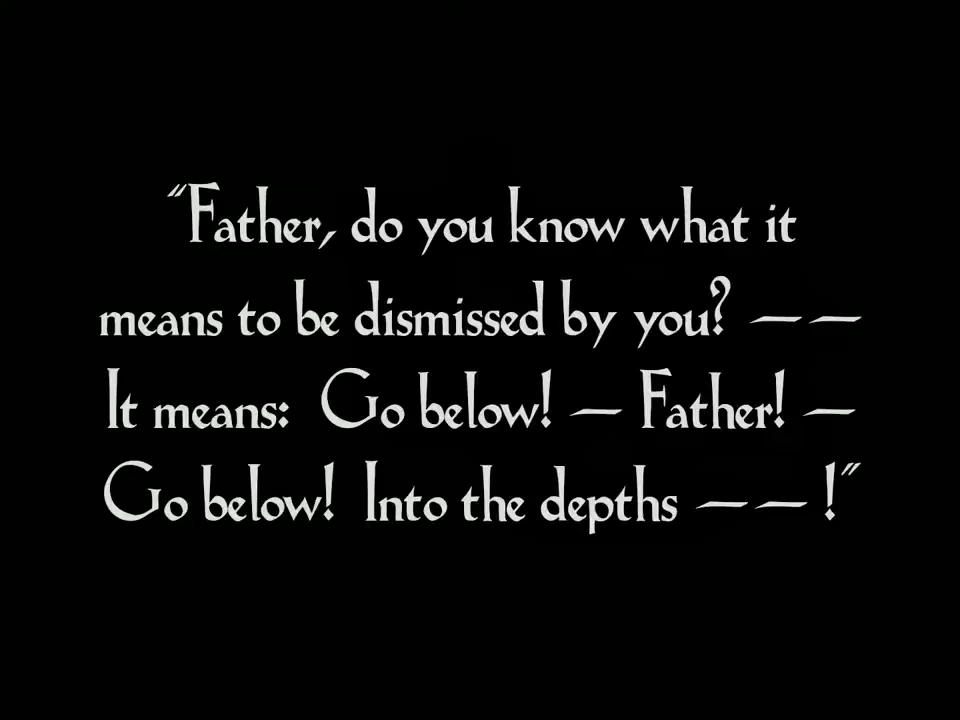 “Father, do you know what it
means to be dismissed by you? — —
It means: Go below! — Father! —
Go below! Into the depths — — !”